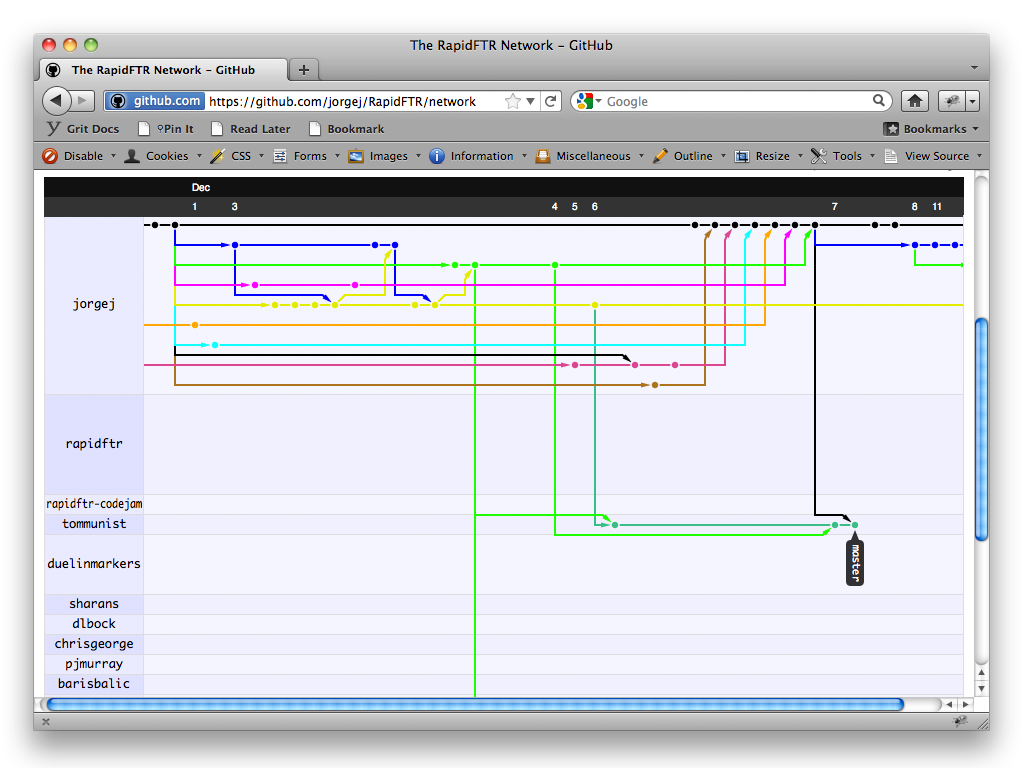 The RapidFTR Network – GitHub
The RapidFTR Network – GitHub
github.com https://github.com/jorgej/RapidFTR/network Google
Grit Docs Pin It Read Later Bookmark Bookmarks
Disable Cookies CSS Forms Images Information Miscellaneous Outline Resize Tools View Source
Dec
1 3 4 5 6 7 8 11
jorgej
rapidftr
rapidftr-codejam
tommunist
master
duelinmarkers
sharans
dlbock
chrisgeorge
pjmurray
barisbalic